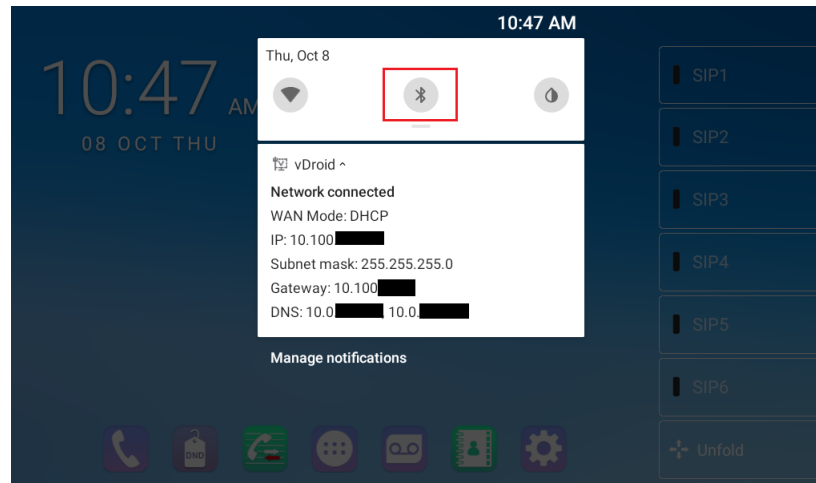 10:47 AM
10:47 AM
08 OCT THU
Thu, Oct 8
vDroid
Network connected
WAN Mode: DHCP
IP: 10.100
Subnet mask: 255.255.255.0
Gateway: 10.100
DNS: 10.0 , 10.0.
Manage notifications
SIP1
SIP2
SIP3
SIP4
SIP5
SIP6
Unfold
DND